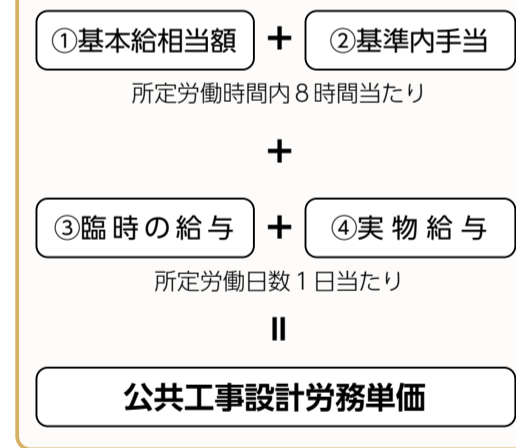 ①基本給相当額 + ②基準内手当
所定労働時間内8時間当たり
+
③臨時の給与 + ④実物給与
所定労働日数1日当たり
=
公共工事設計労務単価